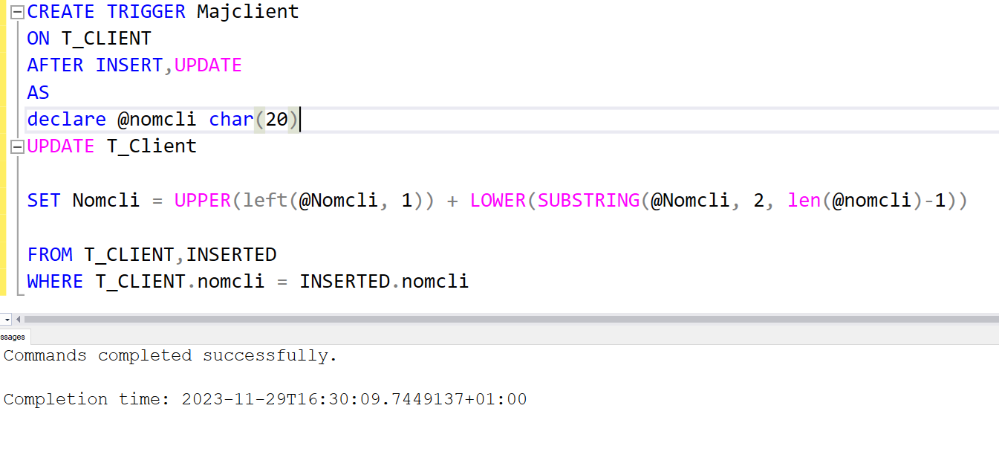 CREATE TRIGGER Majclient
ON T_CLIENT
AFTER INSERT,UPDATE
AS
declare @nomcli char(20)
UPDATE T_Client
SET Nomcli = UPPER(left(@Nomcli, 1)) + LOWER(SUBSTRING(@Nomcli, 2, len(@nomcli)-1))
FROM T_CLIENT,INSERTED
WHERE T_CLIENT.nomcli = INSERTED.nomcli
ssages
Commands completed successfully.
Completion time: 2023-11-29T16:30:09.7449137+01:00